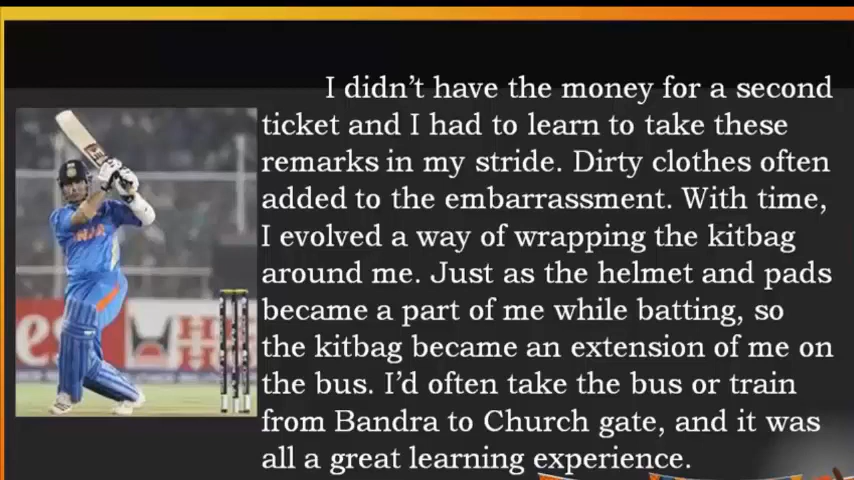 I didn't have the money for a second
ticket and I had to learn to take these
remarks in my stride. Dirty clothes often
added to the embarrassment. With time,
I evolved a way of wrapping the kitbag
around me. Just as the helmet and pads
became a part of me while batting, so
the kitbag became an extension of me on
the bus. I'd often take the bus or train
from Bandra to Church gate, and it was
all a great learning experience.